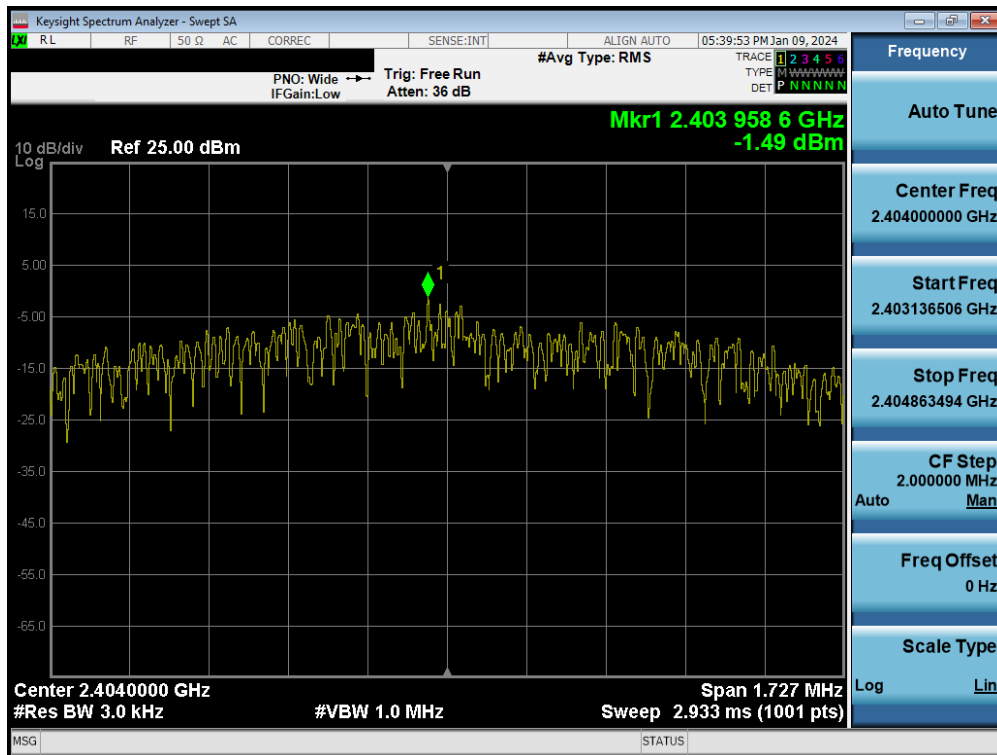 Keysight Spectrum Analyzer - Swept SA
LXI RL RF 50 Ω AC CORREC SENSE:INT ALIGN AUTO 05:39:53 PM Jan 09, 2024
PNO: Wide
IFGain:Low
Trig: Free Run
Atten: 36 dB
#Avg Type: RMS
TRACE 1 2 3 4 5 6
TYPE M WWWWW
DET P N N N N N
Mkr1 2.403 958 6 GHz
-1.49 dBm
10 dB/div
Log
Ref 25.00 dBm
15.0
5.00
-5.00
-15.0
-25.0
-35.0
-45.0
-55.0
-65.0
1
Center 2.4040000 GHz
Span 1.727 MHz
#Res BW 3.0 kHz
#VBW 1.0 MHz
Sweep 2.933 ms (1001 pts)
MSG
STATUS
Frequency
Auto Tune
Center Freq
2.404000000 GHz
Start Freq
2.403136506 GHz
Stop Freq
2.404863494 GHz
CF Step
2.000000 MHz
Auto Man
Freq Offset
0 Hz
Scale Type
Log Lin